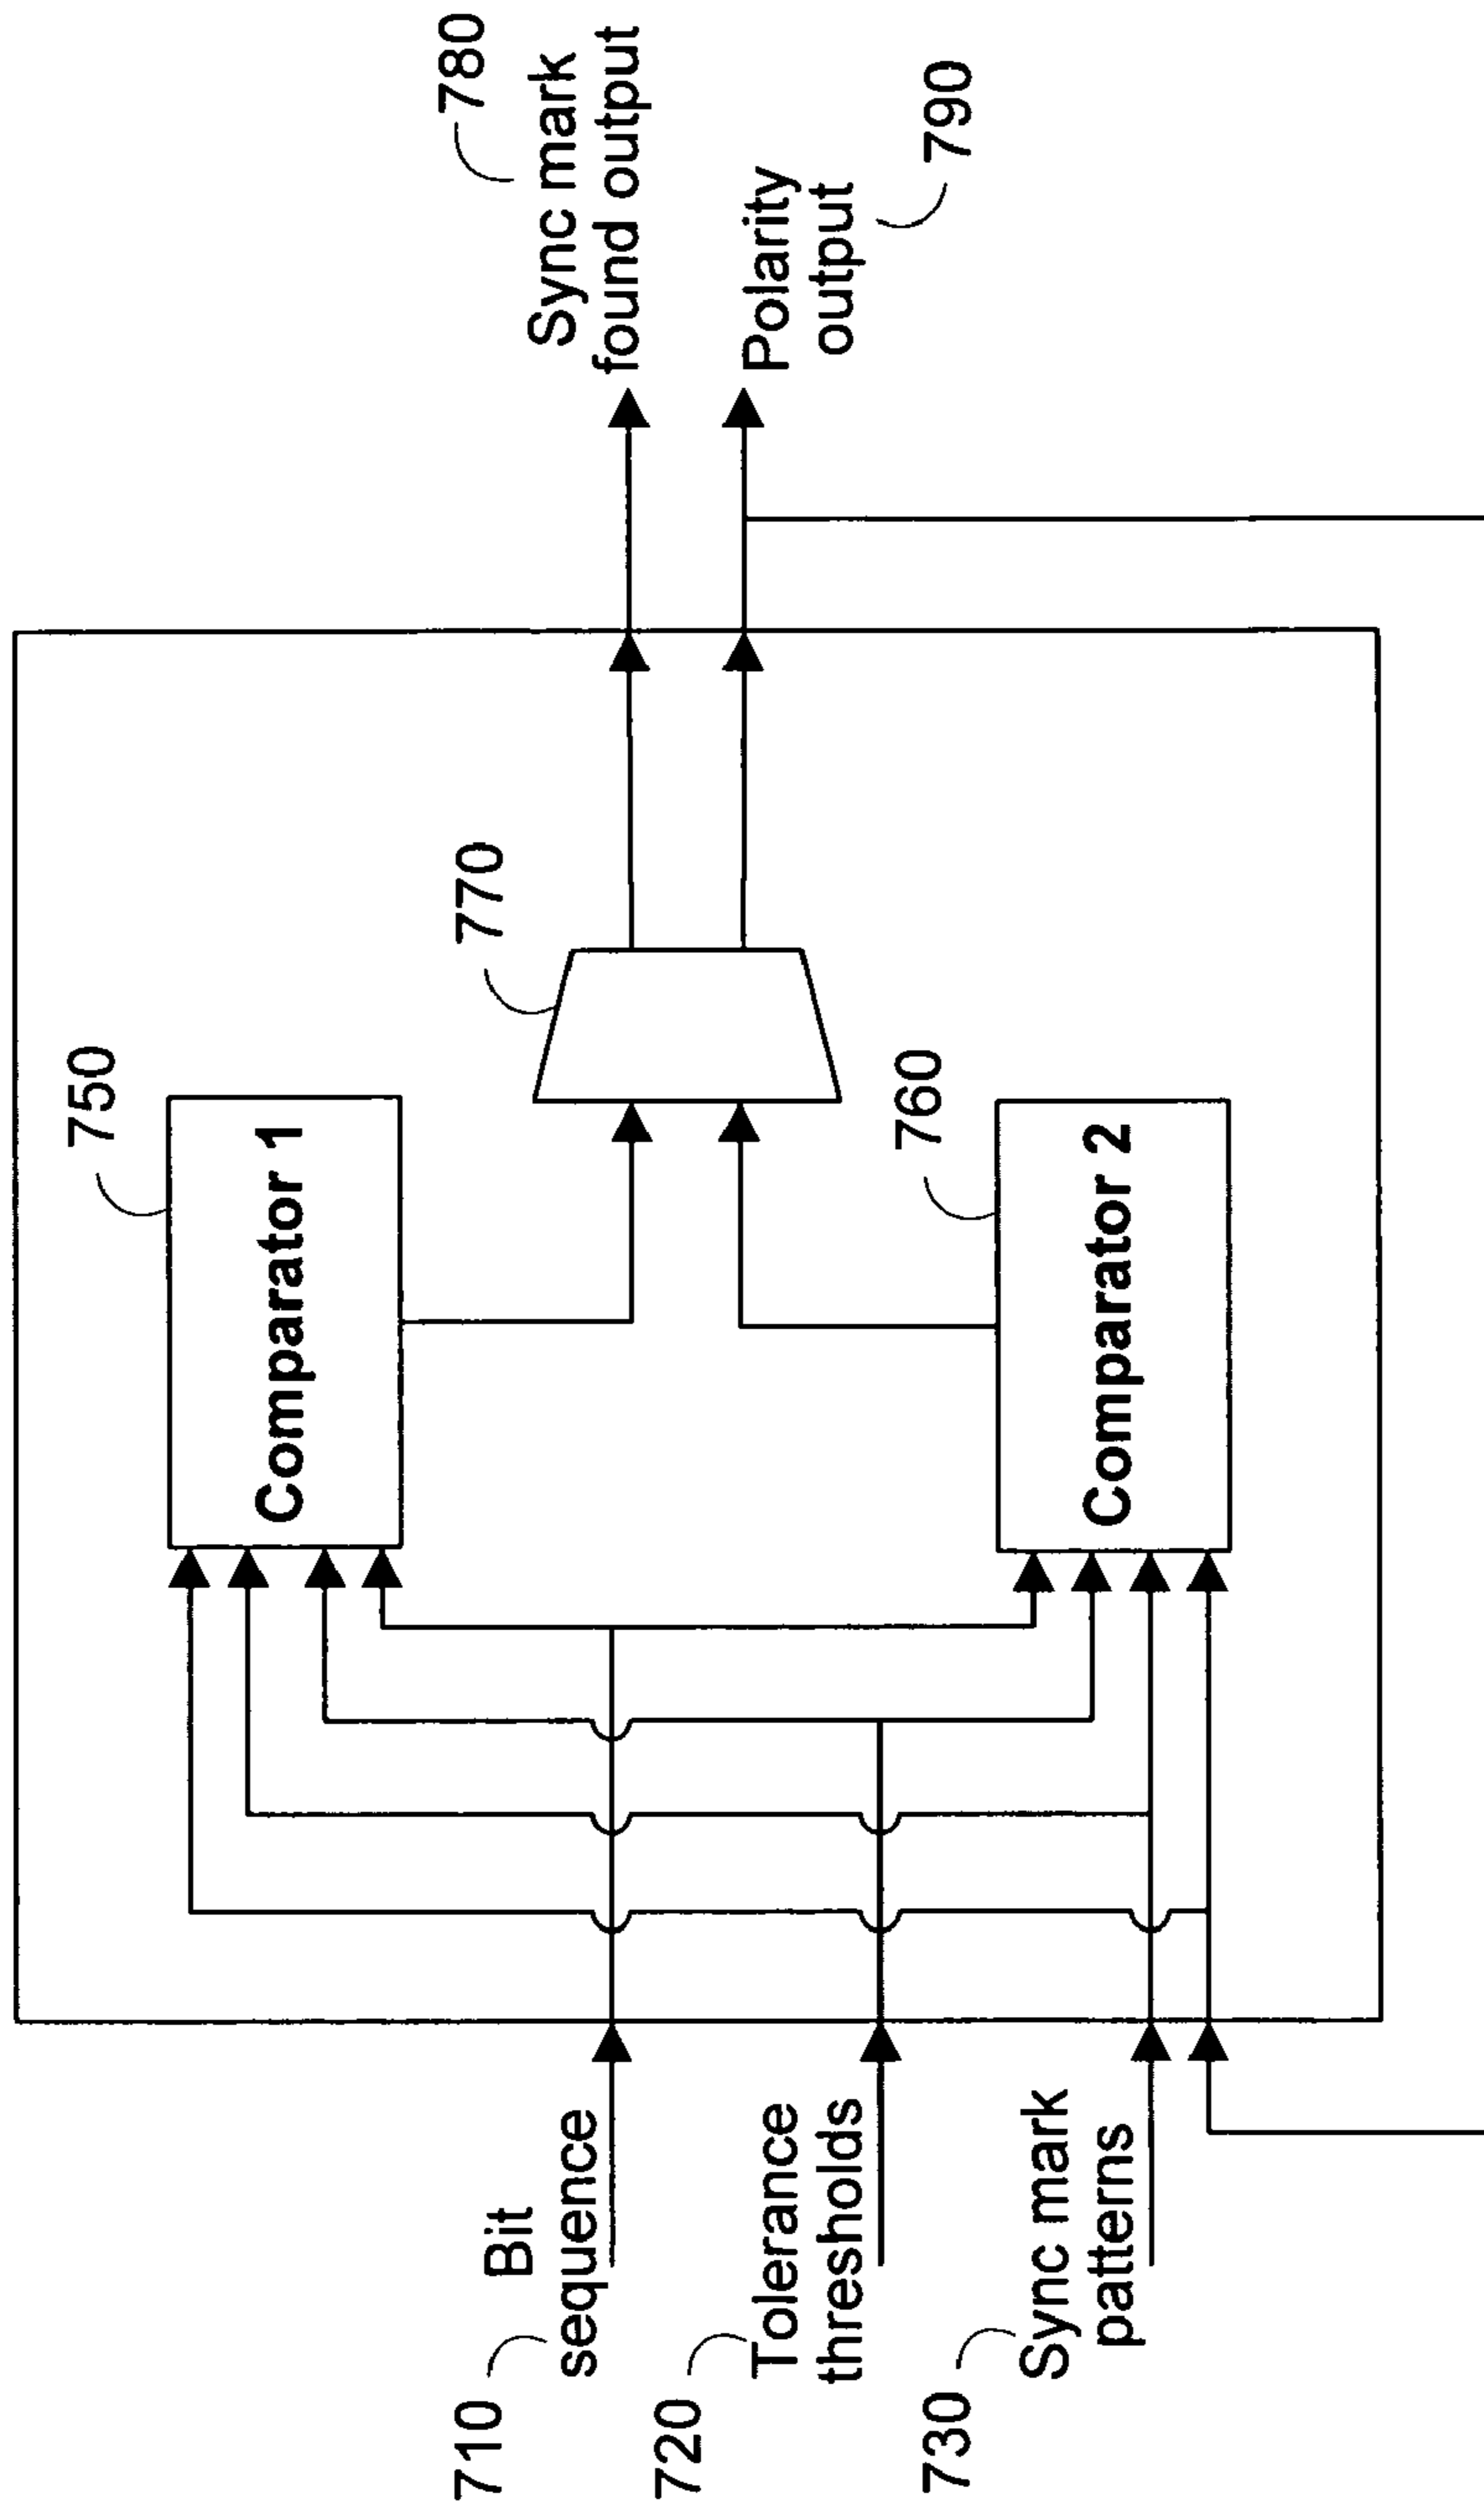 710
Bit
sequence
720
Tolerance
thresholds
730
Sync mark
patterns
750
Comparator 1
760
Comparator 2
770
780
Sync mark
found output
Polarity
output
790